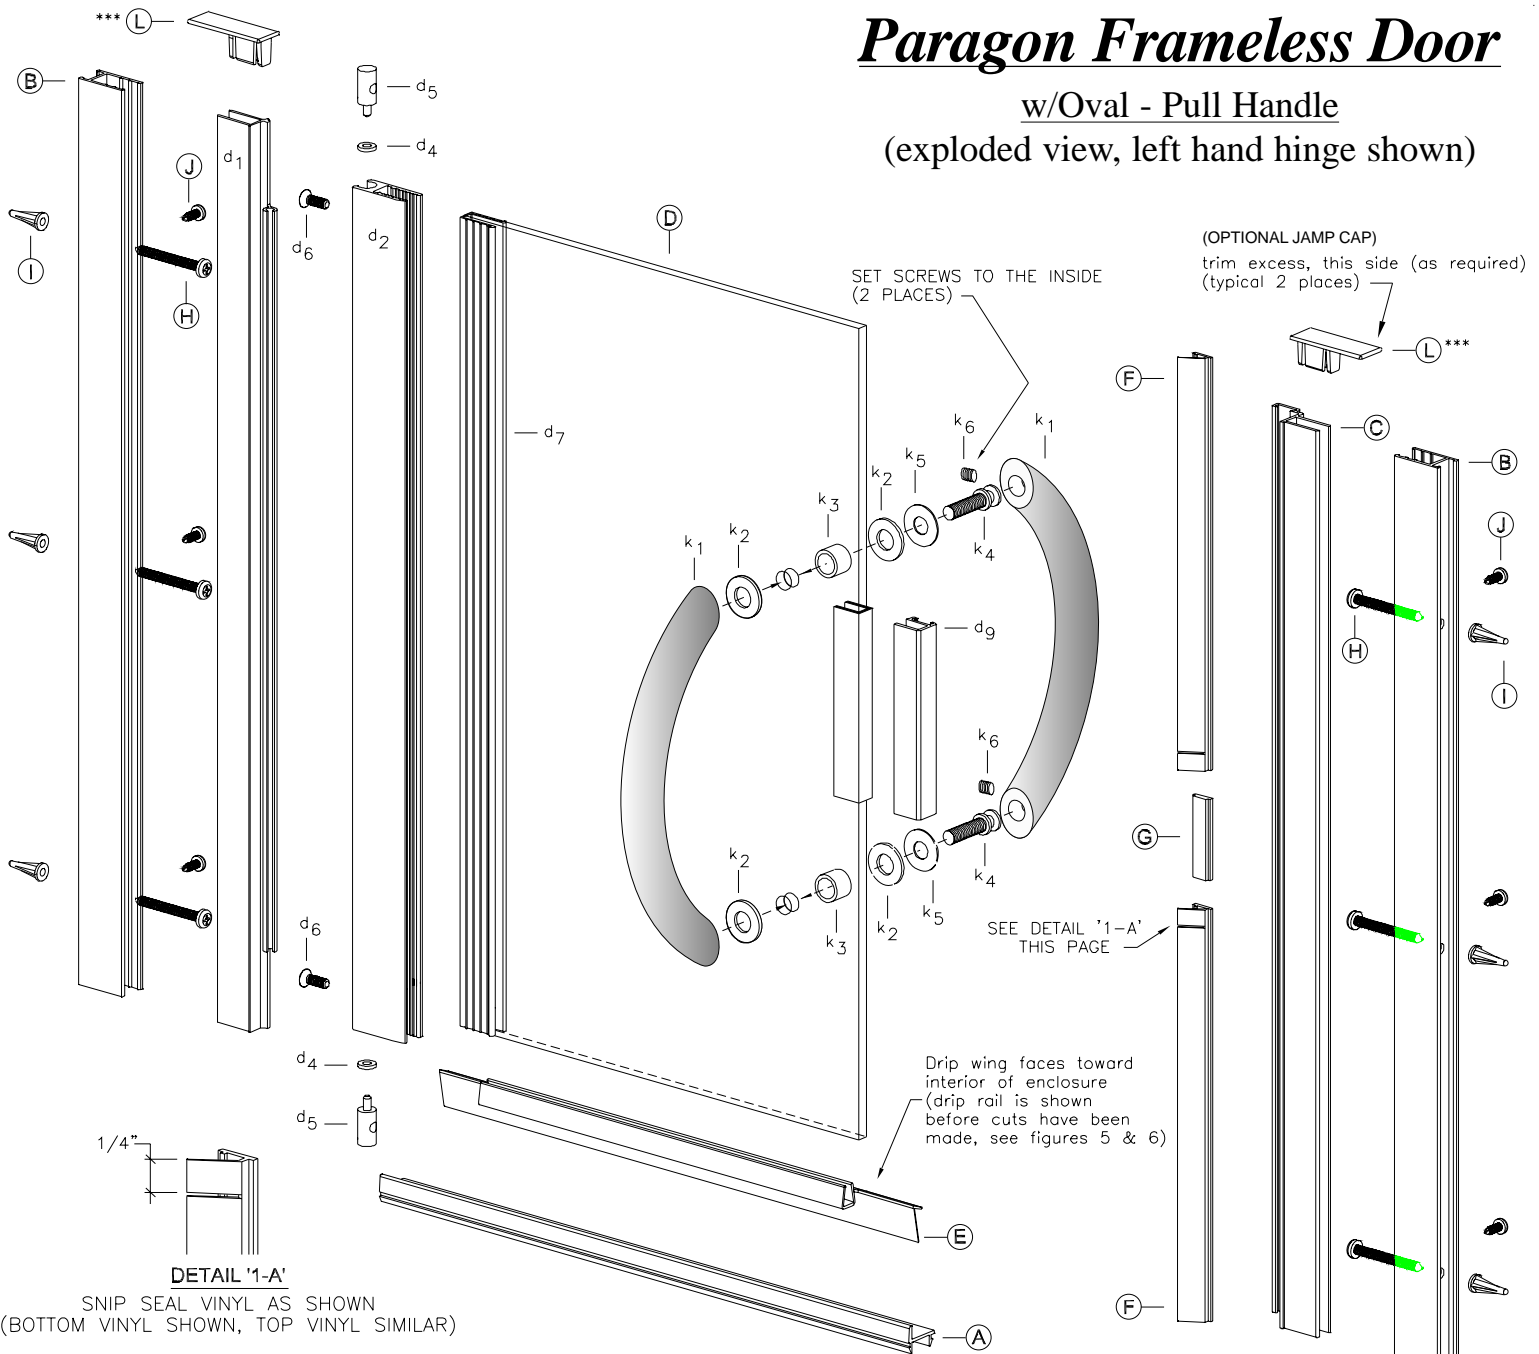 Paragon Frameless Door
w/Oval - Pull Handle
(exploded view, left hand hinge shown)
*** L
B
d5
d4
d1
J
d6
I
H
d2
D
(OPTIONAL JAMP CAP)
trim excess, this side (as required)
(typical 2 places)
SET SCREWS TO THE INSIDE
(2 PLACES)
L ***
F
C
d7
k6
k1
k5
k2
k3
k4
B
J
k2
k1
d9
H
I
k6
G
k4
k2
k5
k2
k3
d6
SEE DETAIL '1-A'
THIS PAGE
d4
d5
Drip wing faces toward
interior of enclosure
(drip rail is shown
before cuts have been
made, see figures 5 & 6)
1/4"
E
DETAIL '1-A'
SNIP SEAL VINYL AS SHOWN
(BOTTOM VINYL SHOWN, TOP VINYL SIMILAR)
F
A